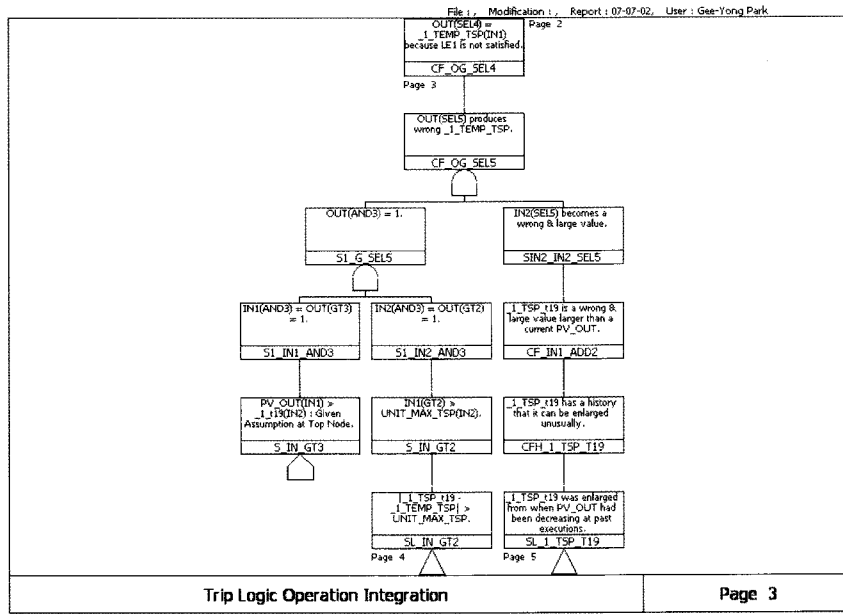 File : , Modification : , Report : 07-07-02, User : Gee-Yong Park
OUT(SEL4) =
_1_TEMP_TSP(IN1)
because LE1 is not satisfied.
CF_OG_SEL4
Page 2
Page 3
OUT(SEL5) produces
wrong _1_TEMP_TSP.
CF_OG_SEL5
OUT(AND3) = 1.
S1_G_SEL5
IN2(SEL5) becomes a
wrong & large value.
SIN2_IN2_SEL5
IN1(AND3) = OUT(GT3)
= 1.
S1_IN1_AND3
IN2(AND3) = OUT(GT2)
= 1.
S1_IN2_AND3
_1_TSP_t19 is a wrong &
large value larger than a
current PV_OUT.
CF_IN1_ADD2
PV_OUT(IN1) >
_1_t19(IN2) : Given
Assumption at Top Node.
S_IN_GT3
IN1(GT2) >
UNIT_MAX_TSP(IN2).
S_IN_GT2
_1_TSP_t19 has a history
that it can be enlarged
unusually.
CFH_1_TSP_T19
|_1_TSP_t19 -
_1_TEMP_TSP| >
UNIT_MAX_TSP.
SL_IN_GT2
Page 4
_1_TSP_t19 was enlarged
from when PV_OUT had
been decreasing at past
executions.
SL_1_TSP_T19
Page 5
Trip Logic Operation Integration
Page 3